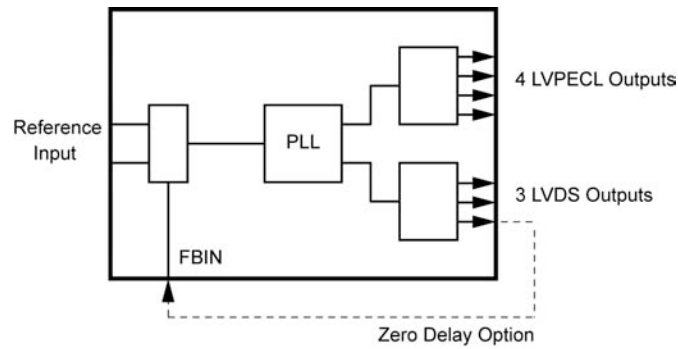 4 LVPECL Outputs
Reference
Input
PLL
3 LVDS Outputs
FBIN
Zero Delay Option